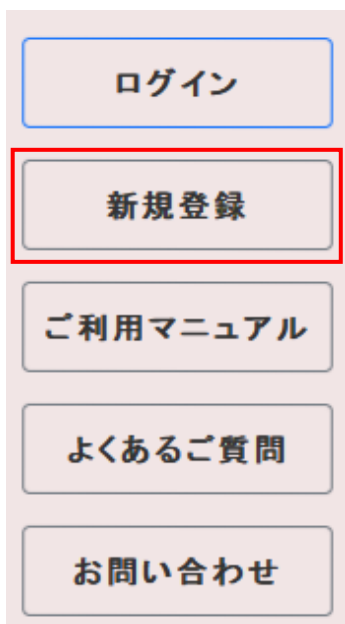 ログイン
新規登録
ご利用マニュアル
よくあるご質問
お問い合わせ